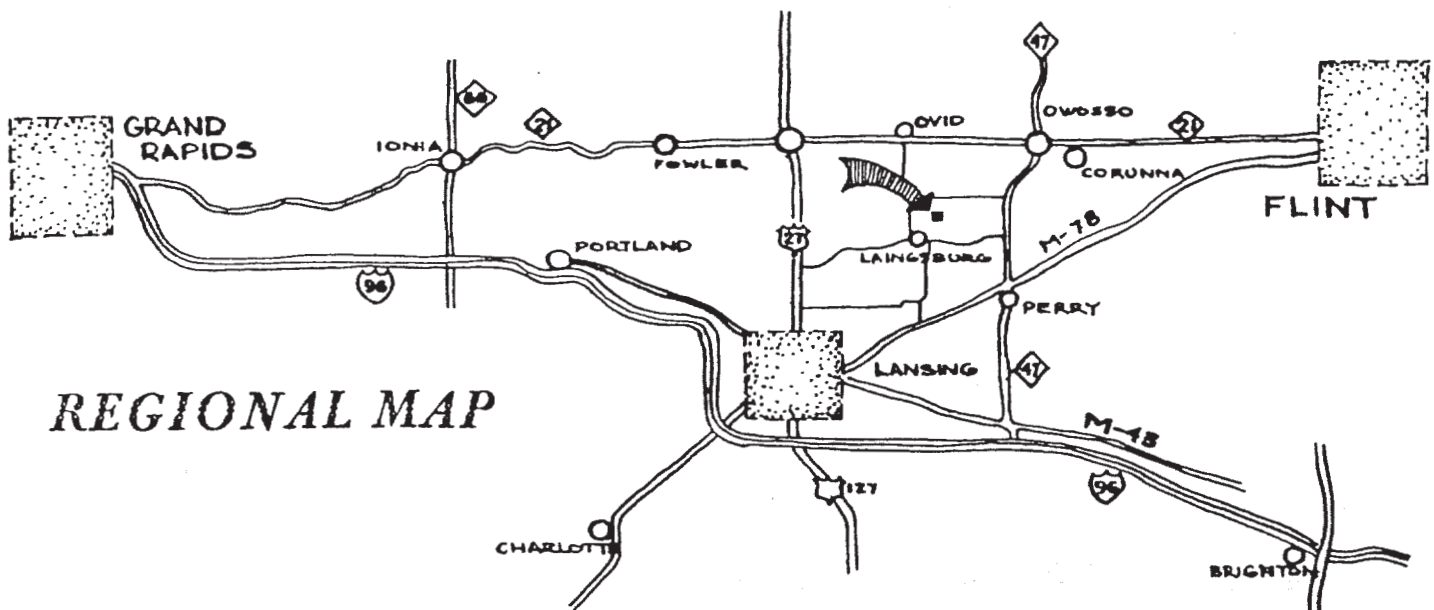 47
GRAND
RAPIDS
66
21
IONIA
FOWLER
OVID
OWOSSO
21
CORUNNA
FLINT
27
M-78
LAINGSBURG
PORTLAND
96
PERRY
LANSING
47
REGIONAL MAP
M-43
127
96
CHARLOTTE
BRIGHTON